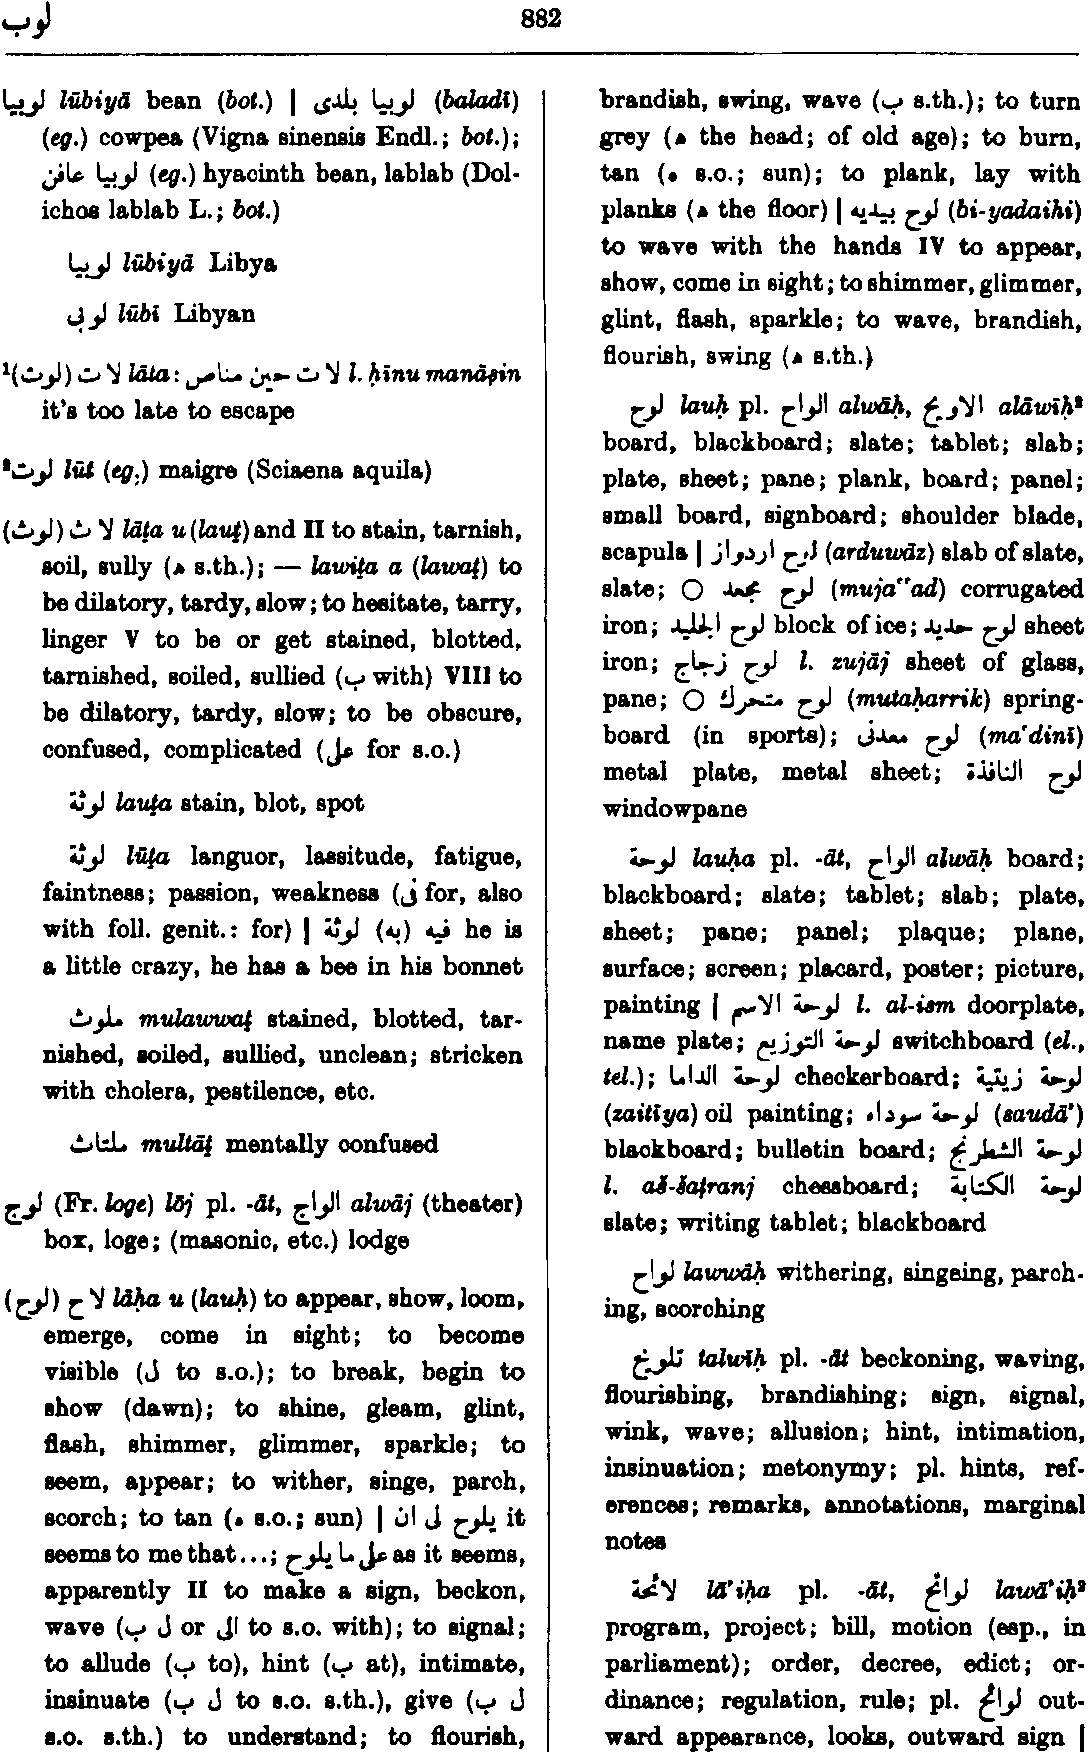 لوب
882
لوبيا lūbiyā bean (bot.) | لوبيا بلدى (baladī)
(eg.) cowpea (Vigna sinensis Endl.; bot.);
لوبيا عافن (eg.) hyacinth bean, lablab (Dol-
ichos lablab L.; bot.)
لوبيا lūbiyā Libya
لوبى lūbī Libyan
¹(لوت) لات lāta: لات حين مناص l. ḥīnu manāṣin
it's too late to escape
²لوت lūt (eg.) maigre (Sciaena aquila)
(لوث) لاث lāṯa u (lauṯ) and II to stain, tarnish,
soil, sully (ه s.th.); — lawiṯa a (lawaṯ) to
be dilatory, tardy, slow; to hesitate, tarry,
linger V to be or get stained, blotted,
tarnished, soiled, sullied (ب with) VIII to
be dilatory, tardy, slow; to be obscure,
confused, complicated (على for s.o.)
لوثة lauṯa stain, blot, spot
لوثة lūṯa languor, lassitude, fatigue,
faintness; passion, weakness (فى for, also
with foll. genit.: for) | فيه (به) لوثة he is
a little crazy, he has a bee in his bonnet
ملوث mulawwaṯ stained, blotted, tar-
nished, soiled, sullied, unclean; stricken
with cholera, pestilence, etc.
ملتاث multāṯ mentally confused
لوج (Fr. loge) lōj pl. -āt, الواج alwāj (theater)
box, loge; (masonic, etc.) lodge
(لوح) لاح lāḥa u (lauḥ) to appear, show, loom,
emerge, come in sight; to become
visible (ل to s.o.); to break, begin to
show (dawn); to shine, gleam, glint,
flash, shimmer, glimmer, sparkle; to
seem, appear; to wither, singe, parch,
scorch; to tan (ه s.o.; sun) | يلوح لى ان it
seems to me that...; على ما يلوح as it seems,
apparently II to make a sign, beckon,
wave (ل ب or الى to s.o. with); to signal;
to allude (ب to), hint (ب at), intimate,
insinuate (ل ب to s.o. s.th.), give (ل ب
s.o. s.th.) to understand; to flourish,
brandish, swing, wave (ب s.th.); to turn
grey (ه the head; of old age); to burn,
tan (ه s.o.; sun); to plank, lay with
planks (ه the floor) | لوح بيديه (bi-yadaihi)
to wave with the hands IV to appear,
show, come in sight; to shimmer, glimmer,
glint, flash, sparkle; to wave, brandish,
flourish, swing (ه s.th.)
لوح lauḥ pl. الواح alwāḥ, الاويح alāwīḥ²
board, blackboard; slate; tablet; slab;
plate, sheet; pane; plank, board; panel;
small board, signboard; shoulder blade,
scapula | لوح اردواز (arduwāz) slab of slate,
slate; ○ لوح مجعد (muja“ad) corrugated
iron; لوح الجليد block of ice; لوح حديد sheet
iron; لوح زجاج l. zujāj sheet of glass,
pane; ○ لوح متحرك (mutaḥarrik) spring-
board (in sports); لوح معدنى (ma‘dinī)
metal plate, metal sheet; لوح النافذة
windowpane
لوحة lauḥa pl. -āt, الواح alwāḥ board;
blackboard; slate; tablet; slab; plate,
sheet; pane; panel; plaque; plane,
surface; screen; placard, poster; picture,
painting | لوحة الاسم l. al-ism doorplate,
name plate; لوحة التوزيع switchboard (el.,
tel.); لوحة الداما checkerboard; لوحة زيتية
(zaitīya) oil painting; لوحة سوداء (saudā’)
blackboard; bulletin board; لوحة الشطرنج
l. aš-šaṭranj chessboard; لوحة الكتابة
slate; writing tablet; blackboard
لواح lawwāḥ withering, singeing, parch-
ing, scorching
تلويح talwīḥ pl. -āt beckoning, waving,
flourishing, brandishing; sign, signal,
wink, wave; allusion; hint, intimation,
insinuation; metonymy; pl. hints, ref-
erences; remarks, annotations, marginal
notes
لائحة lā’iḥa pl. -āt, لوائح lawā’iḥ²
program, project; bill, motion (esp., in
parliament); order, decree, edict; or-
dinance; regulation, rule; pl. لوائح out-
ward appearance, looks, outward sign |